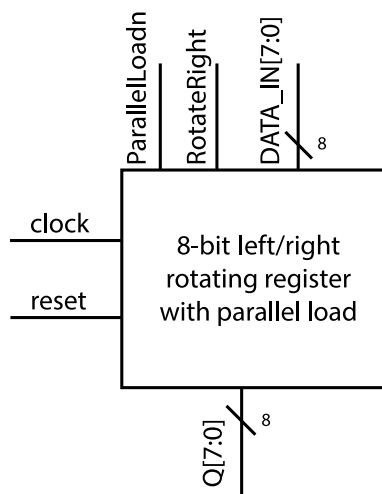 ParallelLoadn
RotateRight
DATA_IN[7:0]
8
clock
reset
8-bit left/right
rotating register
with parallel load
Q[7:0]
8